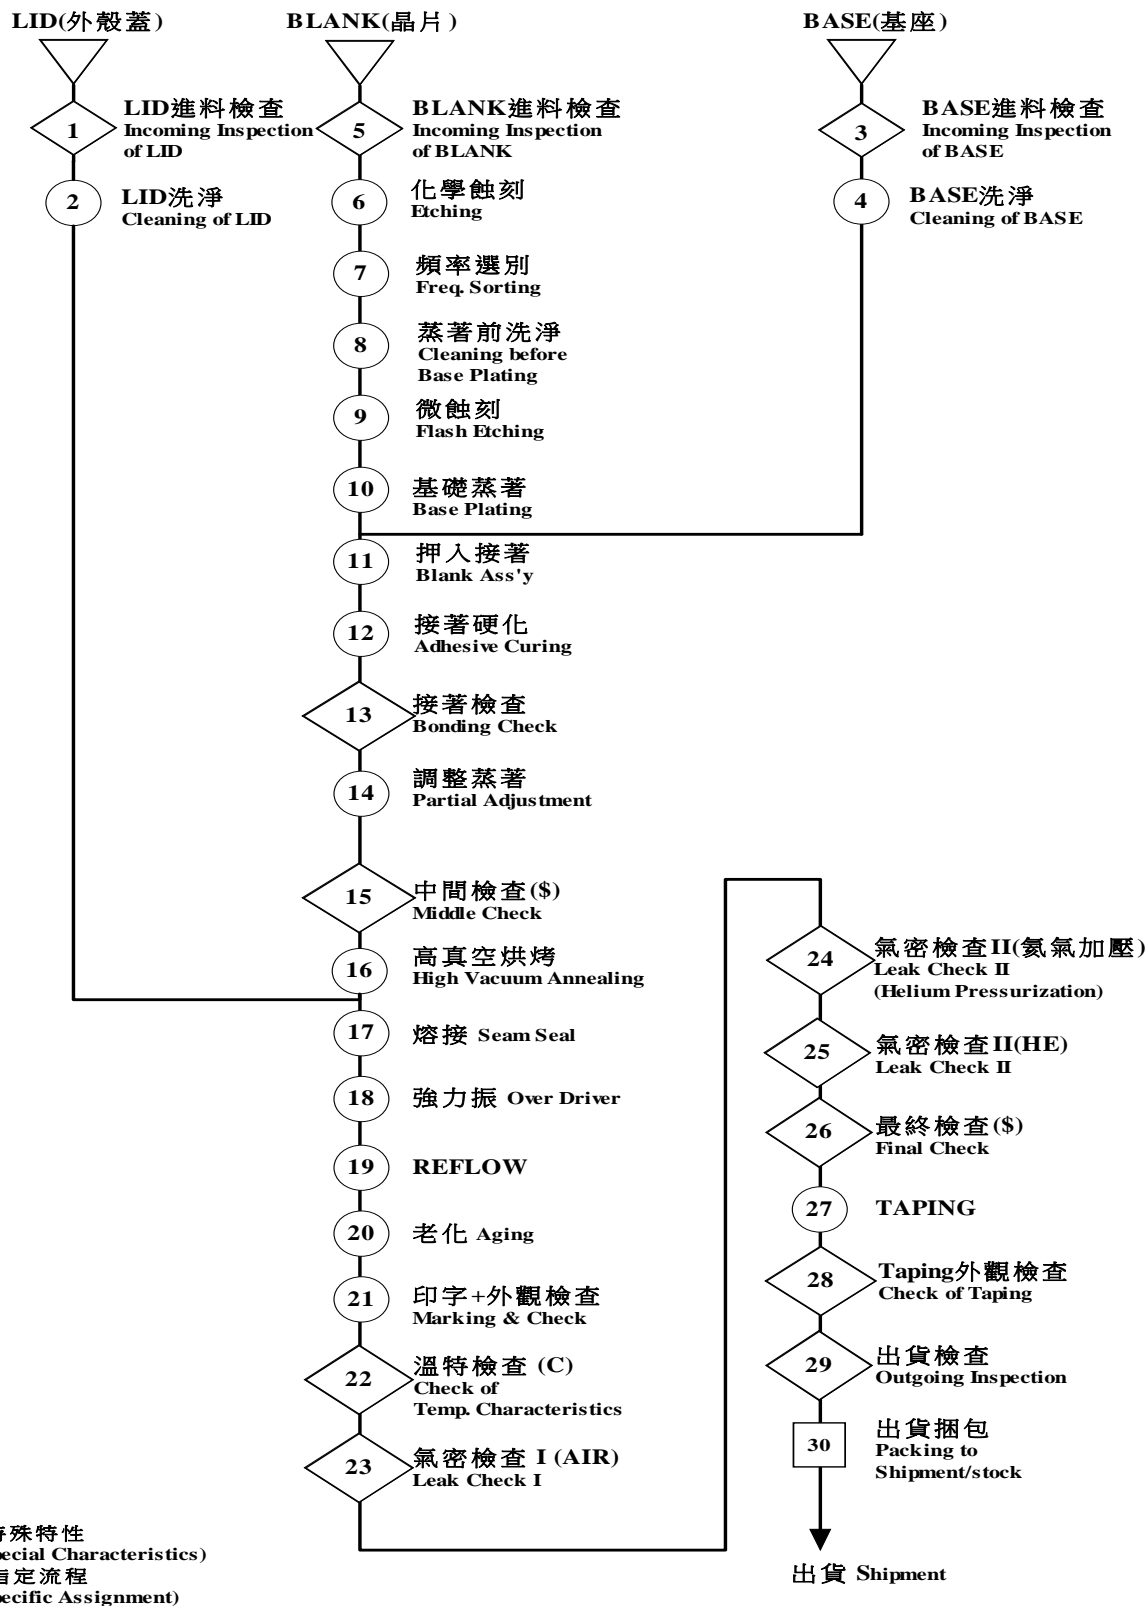 LID(外殼蓋)
1
LID進料檢查
Incoming Inspection
of LID
2
LID洗淨
Cleaning of LID
BLANK(晶片)
5
BLANK進料檢查
Incoming Inspection
of BLANK
6
化學蝕刻
Etching
7
頻率選別
Freq. Sorting
8
蒸著前洗淨
Cleaning before
Base Plating
9
微蝕刻
Flash Etching
10
基礎蒸著
Base Plating
BASE(基座)
3
BASE進料檢查
Incoming Inspection
of BASE
4
BASE洗淨
Cleaning of BASE
11
押入接著
Blank Ass'y
12
接著硬化
Adhesive Curing
13
接著檢查
Bonding Check
14
調整蒸著
Partial Adjustment
15
中間檢查($)
Middle Check
16
高真空烘烤
High Vacuum Annealing
17
熔接 Seam Seal
18
強力振 Over Driver
19
REFLOW
20
老化 Aging
21
印字+外觀檢查
Marking & Check
22
溫特檢查 (C)
Check of
Temp. Characteristics
23
氣密檢查 I (AIR)
Leak Check I
24
氣密檢查II(氦氣加壓)
Leak Check II
(Helium Pressurization)
25
氣密檢查II(HE)
Leak Check II
26
最終檢查($)
Final Check
27
TAPING
28
Taping外觀檢查
Check of Taping
29
出貨檢查
Outgoing Inspection
30
出貨捆包
Packing to
Shipment/stock
出貨 Shipment
殊特性
ecial Characteristics)
定流程
ecific Assignment)